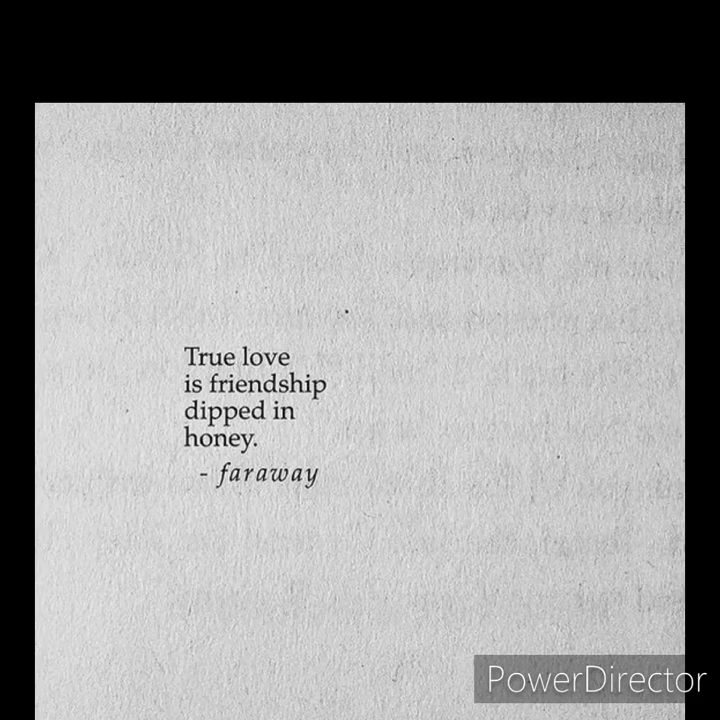 True love
is friendship
dipped in
honey.
- faraway
PowerDirector